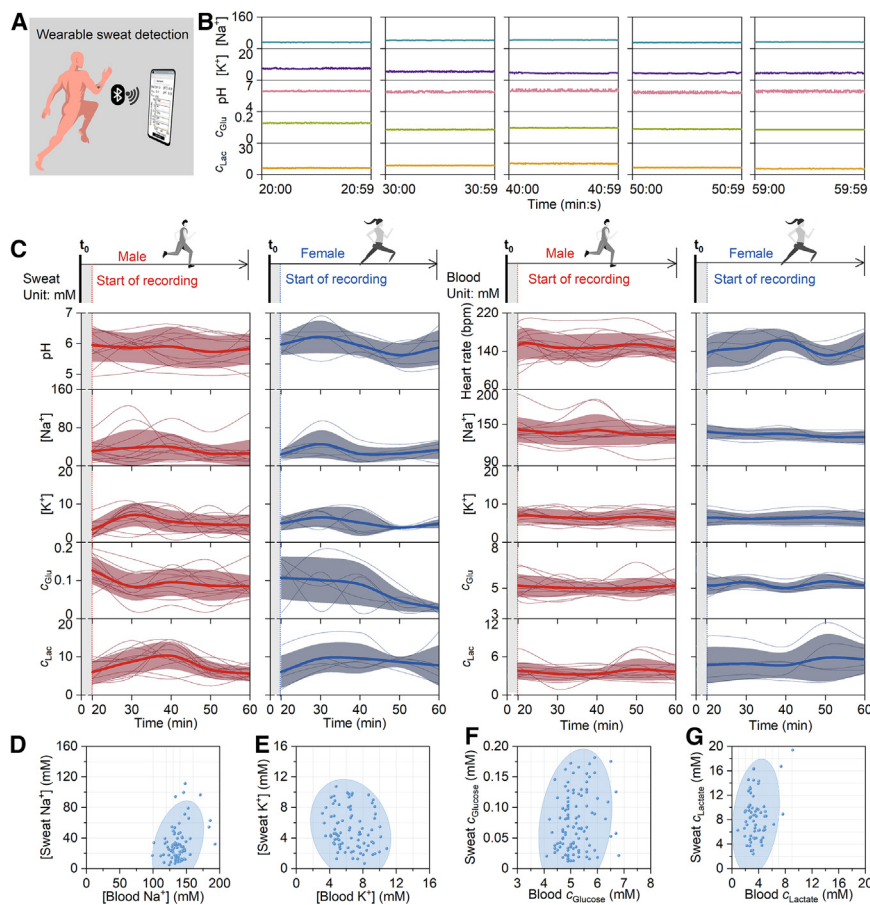 A
Wearable sweat detection
B
160
[Na⁺]
0
20
[K⁺]
0
pH
7
4
0.2
cGlu
0
30
cLac
0
20:00 20:59 30:00 30:59 40:00 40:59 50:00 50:59 59:00 59:59
Time (min:s)
C
t₀ Male
Sweat
Unit: mM
Start of recording
t₀ Female
Start of recording
t₀ Male
Blood
Unit: mM
Start of recording
t₀ Female
Start of recording
pH
7
6
5
160
[Na⁺]
80
0
20
[K⁺]
10
0
0.2
cGlu
0.1
0
20
cLac
10
0
0 20 30 40 50 60
Time (min)
0 20 30 40 50 60
Time (min)
Heart rate (bpm)
220
140
60
200
[Na⁺]
150
90
20
[K⁺]
10
0
8
cGlu
5
3
12
cLac
6
0
0 20 30 40 50 60
Time (min)
0 20 30 40 50 60
Time (min)
D
[Sweat Na⁺] (mM)
160
120
80
40
0
0 50 100 150 200
[Blood Na⁺] (mM)
E
[Sweat K⁺] (mM)
16
12
8
4
0
0 4 8 12 16
[Blood K⁺] (mM)
F
Sweat cGlucose (mM)
0.20
0.15
0.10
0.05
0
3 4 5 6 7 8
Blood cGlucose (mM)
G
Sweat cLactate (mM)
20
16
12
8
4
0
0 4 8 12 16 20
Blood cLactate (mM)